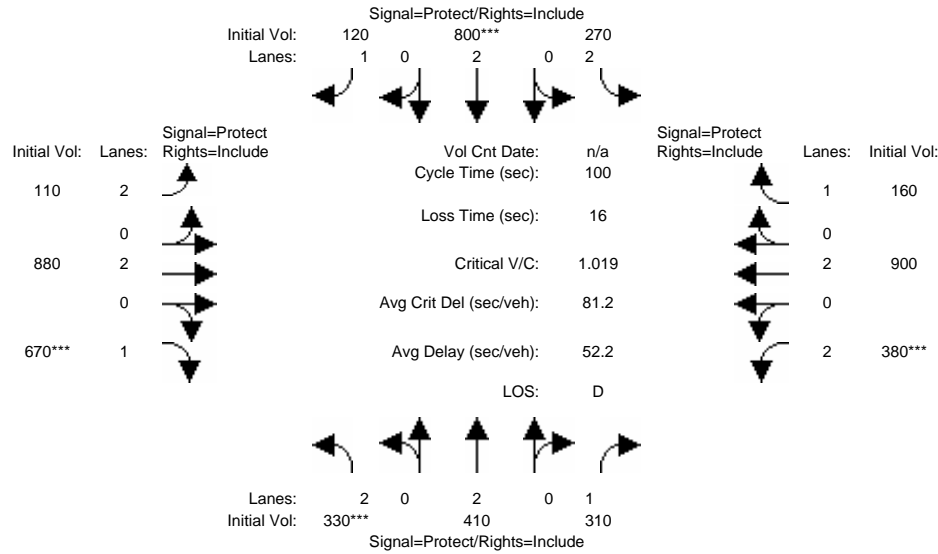 Signal=Protect/Rights=Include
Initial Vol: 120 800*** 270
Lanes: 1 0 2 0 2
Signal=Protect
Initial Vol: Lanes: Rights=Include
Vol Cnt Date: n/a
Signal=Protect
Rights=Include Lanes: Initial Vol:
Cycle Time (sec): 100
110 2
1 160
Loss Time (sec): 16
0
0
880 2
Critical V/C: 1.019
2 900
0
Avg Crit Del (sec/veh): 81.2
0
670*** 1
Avg Delay (sec/veh): 52.2
2 380***
LOS: D
Lanes: 2 0 2 0 1
Initial Vol: 330*** 410 310
Signal=Protect/Rights=Include